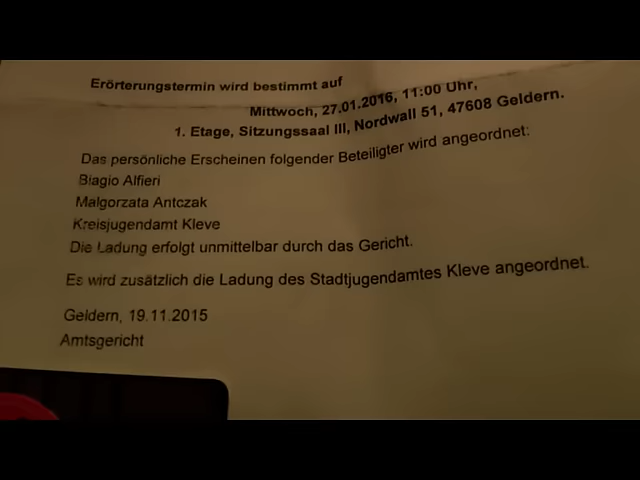 Erörterungstermin wird bestimmt auf
Mittwoch, 27.01.2016, 11:00 Uhr,
1. Etage, Sitzungssaal III, Nordwall 51, 47608 Geldern.
Das persönliche Erscheinen folgender Beteiligter wird angeordnet:
Biagio Alfieri
Malgorzata Antczak
Kreisjugendamt Kleve
Die Ladung erfolgt unmittelbar durch das Gericht.
Es wird zusätzlich die Ladung des Stadtjugendamtes Kleve angeordnet.
Geldern, 19.11.2015
Amtsgericht